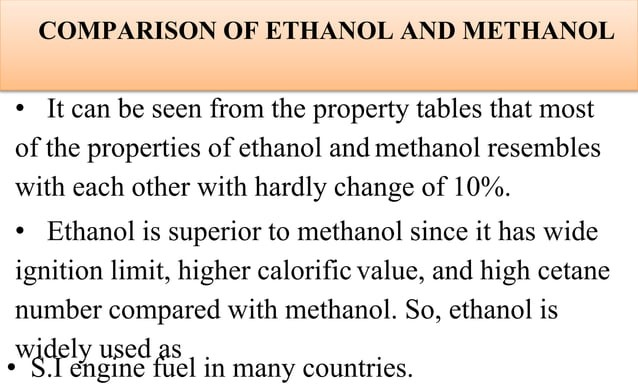 COMPARISON OF ETHANOL AND METHANOL
• It can be seen from the property tables that most
of the properties of ethanol and methanol resembles
with each other with hardly change of 10%.
• Ethanol is superior to methanol since it has wide
ignition limit, higher calorific value, and high cetane
number compared with methanol. So, ethanol is
widely used as
• S.I engine fuel in many countries.